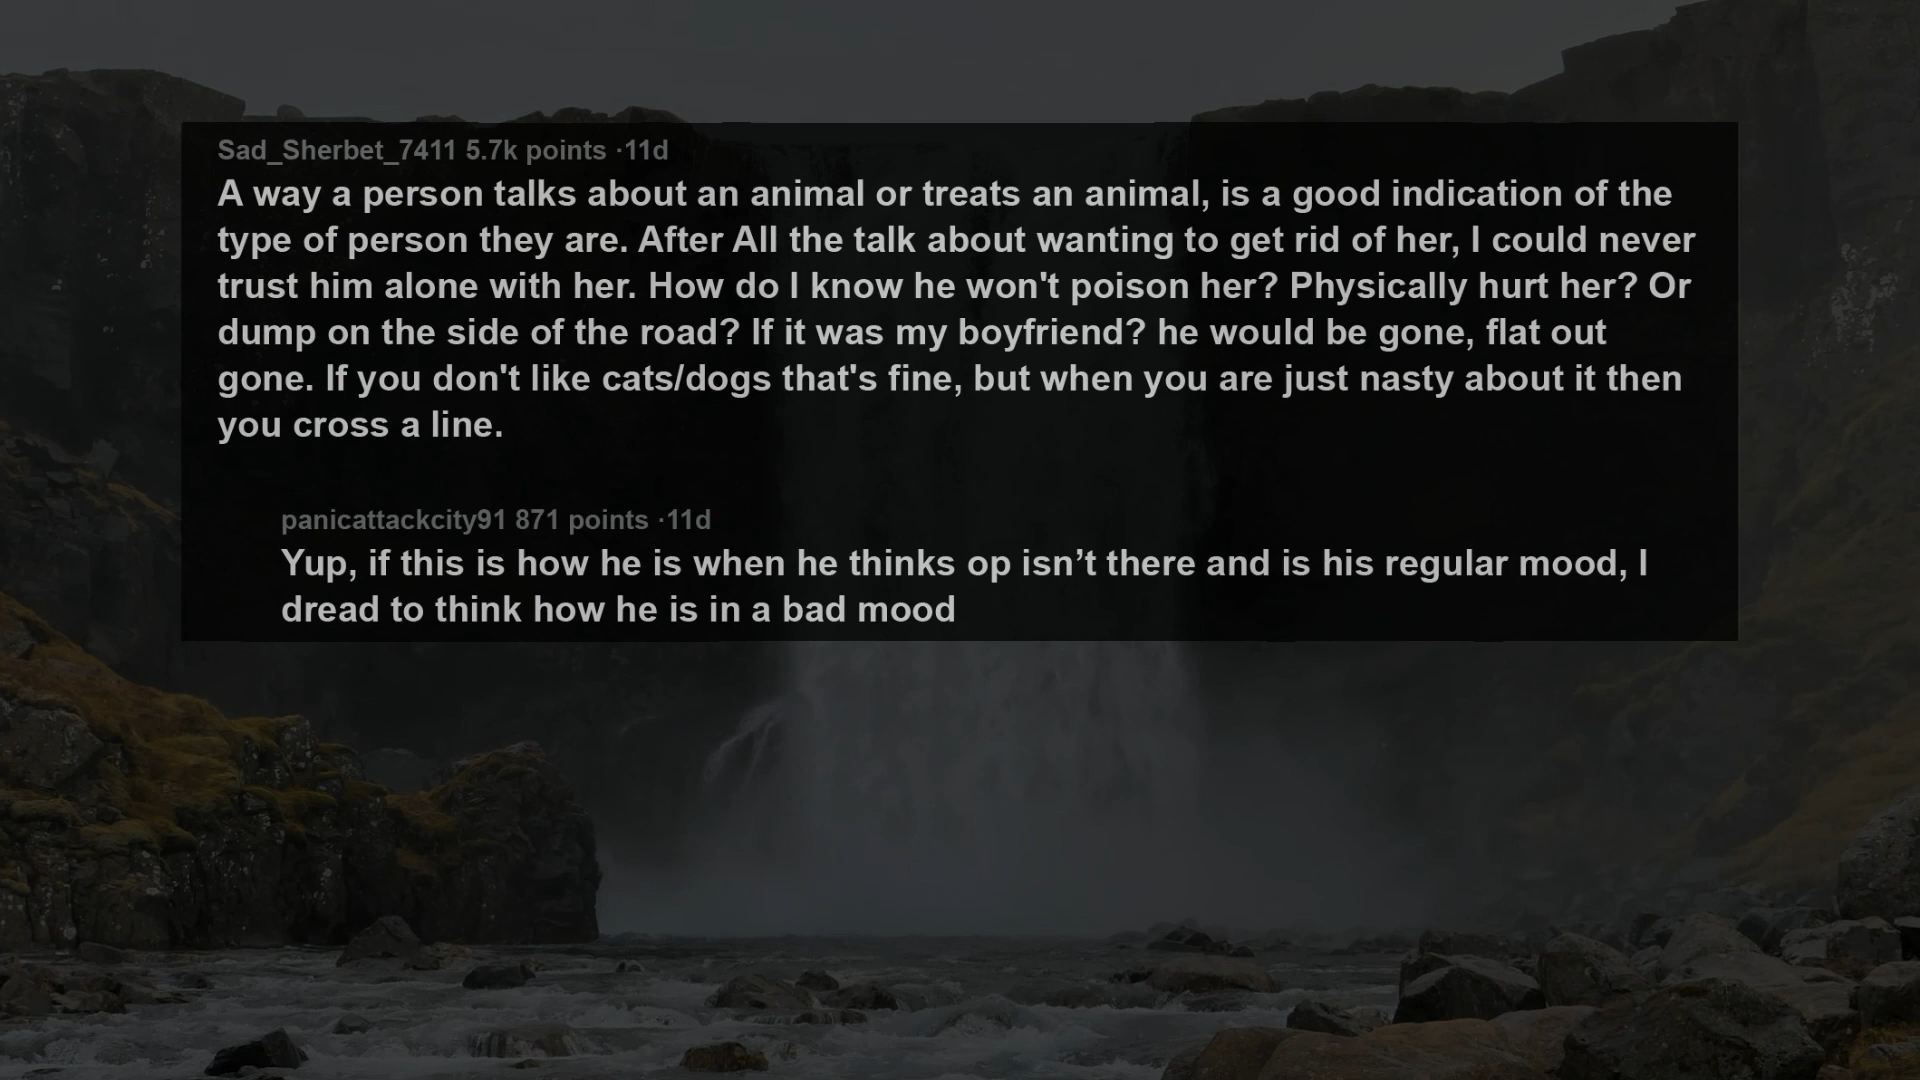 Sad_Sherbet_7411 5.7k points ·11d
A way a person talks about an animal or treats an animal, is a good indication of the
type of person they are. After All the talk about wanting to get rid of her, I could never
trust him alone with her. How do I know he won't poison her? Physically hurt her? Or
dump on the side of the road? If it was my boyfriend? he would be gone, flat out
gone. If you don't like cats/dogs that's fine, but when you are just nasty about it then
you cross a line.
panicattackcity91 871 points ·11d
Yup, if this is how he is when he thinks op isn’t there and is his regular mood, I
dread to think how he is in a bad mood